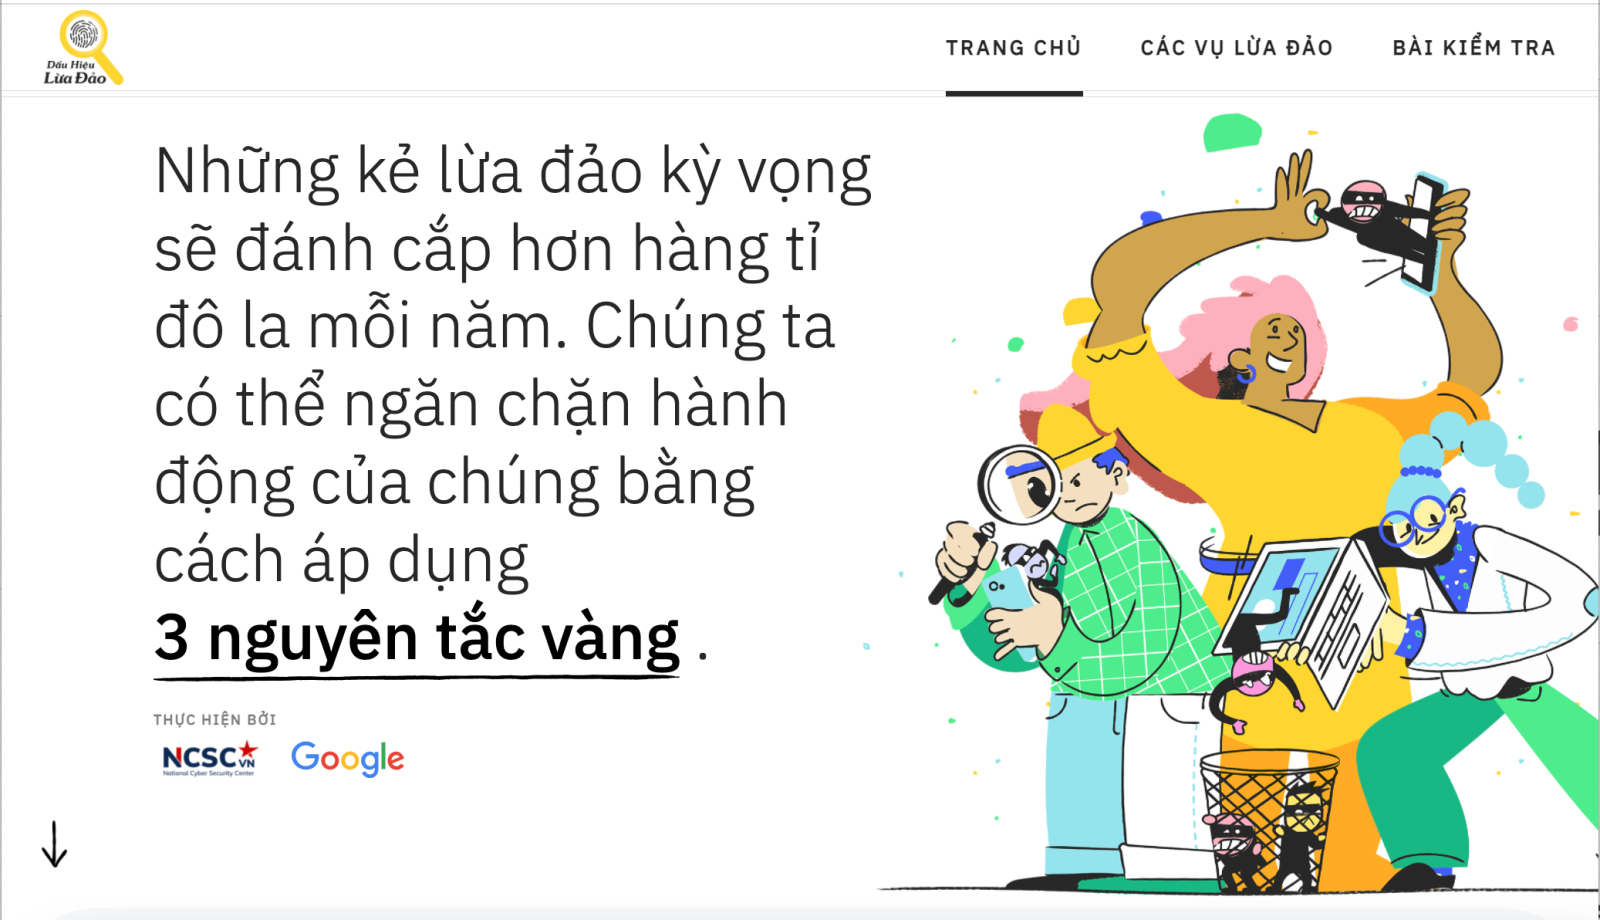 Dấu Hiệu
Lừa Đảo
TRANG CHỦ
CÁC VỤ LỪA ĐẢO
BÀI KIỂM TRA
Những kẻ lừa đảo kỳ vọng
sẽ đánh cắp hơn hàng tỉ
đô la mỗi năm. Chúng ta
có thể ngăn chặn hành
động của chúng bằng
cách áp dụng
3 nguyên tắc vàng .
THỰC HIỆN BỞI
NCSC VN
National Cyber Security Center
Google